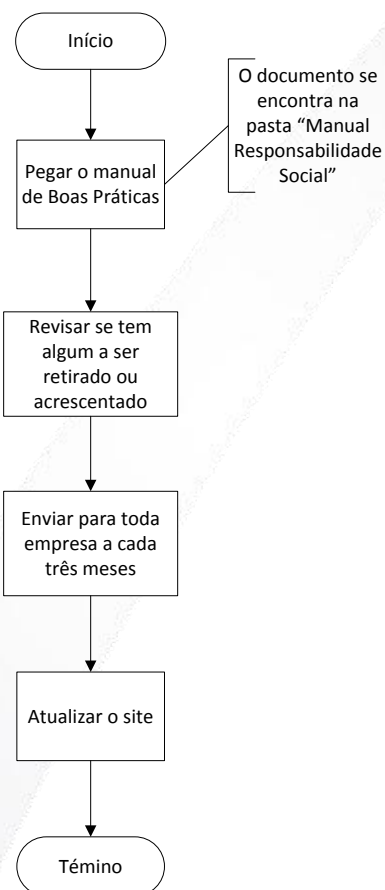 Início
O documento se
encontra na
pasta “Manual
Responsabilidade
Social”
Pegar o manual
de Boas Práticas
Revisar se tem
algum a ser
retirado ou
acrescentado
Enviar para toda
empresa a cada
três meses
Atualizar o site
Témino